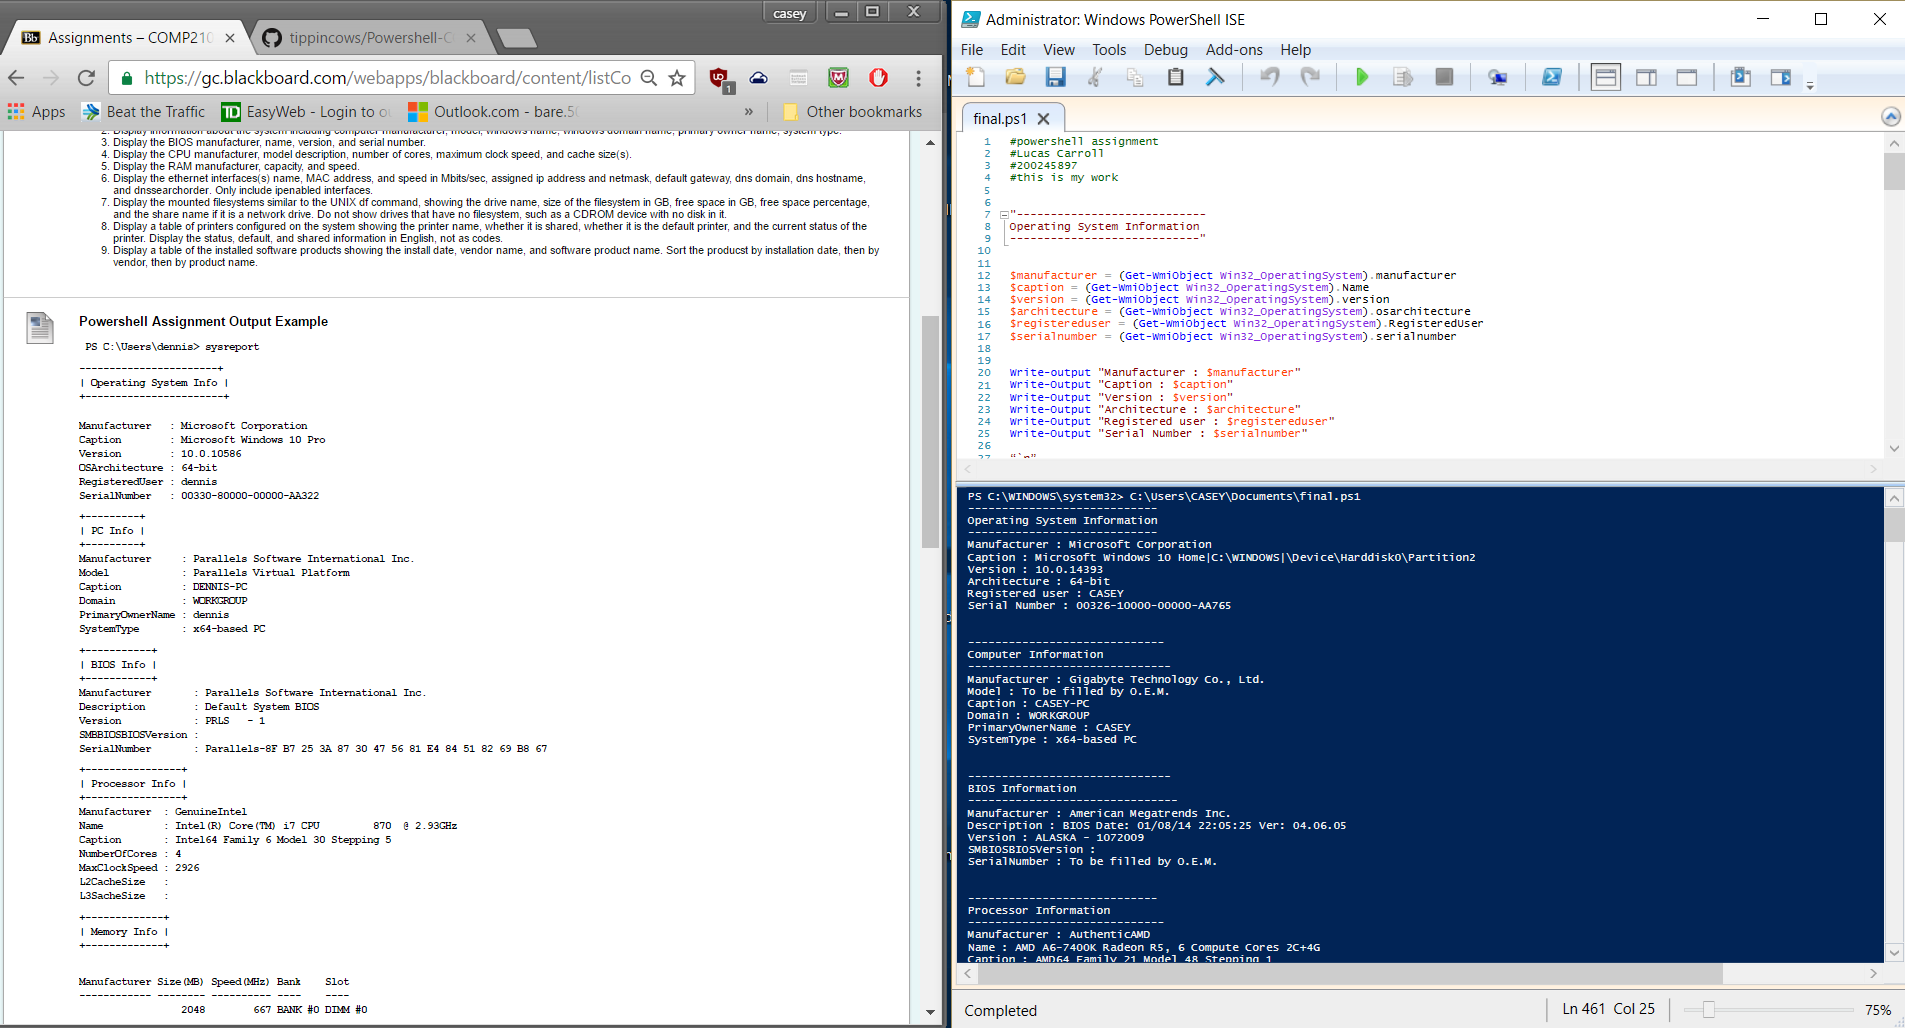 casey
Assignments – COMP210
tippincows/Powershell-C
https://gc.blackboard.com/webapps/blackboard/content/listCo
1
Apps
Beat the Traffic
EasyWeb - Login to o
Outlook.com - bare.50
»
Other bookmarks
2. Display information about the system including computer manufacturer, model, windows name, windows domain name, primary owner name, system type.
3. Display the BIOS manufacturer, name, version, and serial number.
4. Display the CPU manufacturer, model description, number of cores, maximum clock speed, and cache size(s).
5. Display the RAM manufacturer, capacity, and speed.
6. Display the ethernet interfaces(s) name, MAC address, and speed in Mbits/sec, assigned ip address and netmask, default gateway, dns domain, dns hostname,
and dnssearchorder. Only include ipenabled interfaces.
7. Display the mounted filesystems similar to the UNIX df command, showing the drive name, size of the filesystem in GB, free space in GB, free space percentage,
and the share name if it is a network drive. Do not show drives that have no filesystem, such as a CDROM device with no disk in it.
8. Display a table of printers configured on the system showing the printer name, whether it is shared, whether it is the default printer, and the current status of the
printer. Display the status, default, and shared information in English, not as codes.
9. Display a table of the installed software products showing the install date, vendor name, and software product name. Sort the producst by installation date, then by
vendor, then by product name.
Powershell Assignment Output Example
PS C:\Users\dennis> sysreport
-----------------------+
| Operating System Info |
+-----------------------+
Manufacturer : Microsoft Corporation
Caption : Microsoft Windows 10 Pro
Version : 10.0.10586
OSArchitecture : 64-bit
RegisteredUser : dennis
SerialNumber : 00330-80000-00000-AA322
+---------+
| PC Info |
+---------+
Manufacturer : Parallels Software International Inc.
Model : Parallels Virtual Platform
Caption : DENNIS-PC
Domain : WORKGROUP
PrimaryOwnerName : dennis
SystemType : x64-based PC
+-----------+
| BIOS Info |
+-----------+
Manufacturer : Parallels Software International Inc.
Description : Default System BIOS
Version : PRLS - 1
SMBBIOSBIOSVersion :
SerialNumber : Parallels-8F B7 25 3A 87 30 47 56 81 E4 84 51 82 69 B8 67
+----------------+
| Processor Info |
+----------------+
Manufacturer : GenuineIntel
Name : Intel(R) Core(TM) i7 CPU 870 @ 2.93GHz
Caption : Intel64 Family 6 Model 30 Stepping 5
NumberOfCores : 4
MaxClockSpeed : 2926
L2CacheSize :
L3SacheSize :
+-------------+
| Memory Info |
+-------------+
Manufacturer Size(MB) Speed(MHz) Bank Slot
------------ -------- ---------- ---- ----
2048 667 BANK #0 DIMM #0
Administrator: Windows PowerShell ISE
File Edit View Tools Debug Add-ons Help
final.ps1
1 #powershell assignment
2 #Lucas Carroll
3 #200245897
4 #this is my work
5
6
7 "----------------------------
8 Operating System Information
9 ----------------------------"
10
11
12 $manufacturer = (Get-WmiObject Win32_OperatingSystem).manufacturer
13 $caption = (Get-WmiObject Win32_OperatingSystem).Name
14 $version = (Get-WmiObject Win32_OperatingSystem).version
15 $architecture = (Get-WmiObject Win32_OperatingSystem).osarchitecture
16 $registereduser = (Get-WmiObject Win32_OperatingSystem).RegisteredUser
17 $serialnumber = (Get-WmiObject Win32_OperatingSystem).serialnumber
18
19
20 Write-output "Manufacturer : $manufacturer"
21 Write-Output "Caption : $caption"
22 Write-Output "Version : $version"
23 Write-Output "Architecture : $architecture"
24 Write-Output "Registered user : $registereduser"
25 Write-Output "Serial Number : $serialnumber"
26
27 "`n"
PS C:\WINDOWS\system32> C:\Users\CASEY\Documents\final.ps1
----------------------------
Operating System Information
----------------------------
Manufacturer : Microsoft Corporation
Caption : Microsoft Windows 10 Home|C:\WINDOWS|\Device\Harddisk0\Partition2
Version : 10.0.14393
Architecture : 64-bit
Registered user : CASEY
Serial Number : 00326-10000-00000-AA765
-----------------------------
Computer Information
------------------------------
Manufacturer : Gigabyte Technology Co., Ltd.
Model : To be filled by O.E.M.
Caption : CASEY-PC
Domain : WORKGROUP
PrimaryOwnerName : CASEY
SystemType : x64-based PC
------------------------------
BIOS Information
-------------------------------
Manufacturer : American Megatrends Inc.
Description : BIOS Date: 01/08/14 22:05:25 Ver: 04.06.05
Version : ALASKA - 1072009
SMBIOSBIOSVersion :
SerialNumber : To be filled by O.E.M.
----------------------------
Processor Information
-----------------------------
Manufacturer : AuthenticAMD
Name : AMD A6-7400K Radeon R5, 6 Compute Cores 2C+4G
Caption : AMD64 Family 21 Model 48 Stepping 1
Completed
Ln 461 Col 25
75%